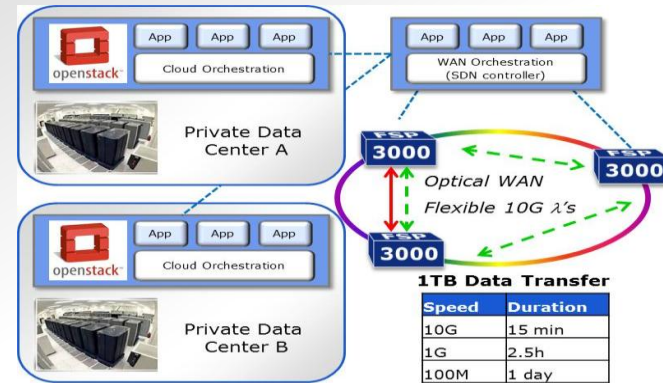 openstack™
App App App
Cloud Orchestration
Private Data
Center A
App App App
WAN Orchestration
(SDN controller)
FSP
3000
FSP
3000
FSP
3000
Optical WAN
Flexible 10G λ's
openstack™
App App App
Cloud Orchestration
Private Data
Center B
1TB Data Transfer
Speed Duration
10G 15 min
1G 2.5h
100M 1 day